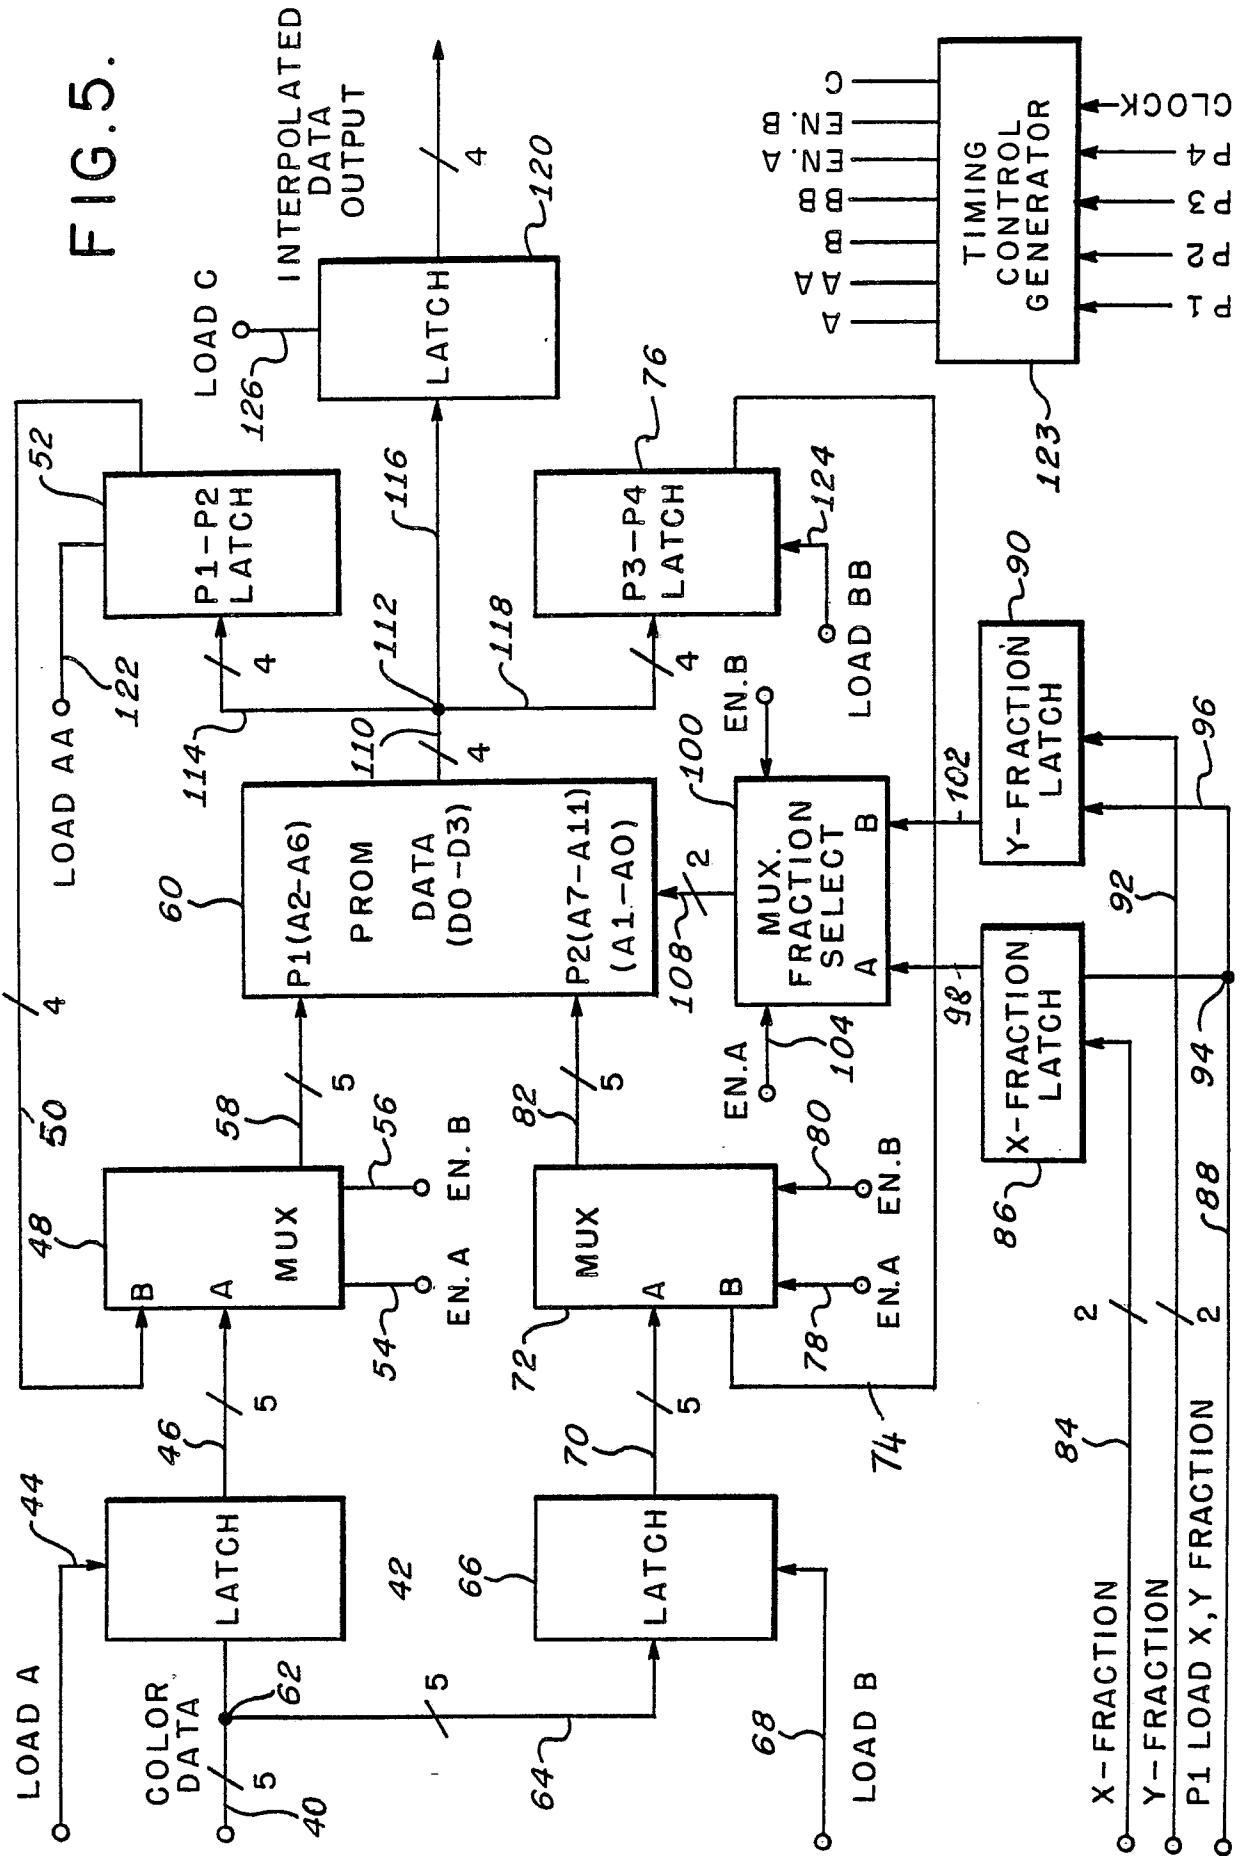 FIG.5.
LOAD A
44
COLOR
DATA
5
40
62
LATCH
42
46
5
64
5
66
LATCH
68
LOAD B
70
5
50
4
48
B
A
MUX
54
56
EN.A
EN.B
58
5
72
MUX
A
B
78
80
EN.A
EN.B
74
82
5
60
P1(A2-A6)
PROM
DATA
(D0-D3)
P2(A7-A11)
(A1-A0)
LOAD AA
122
52
P1-P2
LATCH
114
4
110
4
112
116
118
4
P3-P4
LATCH
76
124
LOAD BB
LOAD C
126
LATCH
120
INTERPOLATED
DATA
OUTPUT
4
108
2
100
MUX.
FRACTION
SELECT
A
B
EN.A
104
EN.B
98
102
X-FRACTION
LATCH
86
Y-FRACTION
LATCH
90
92
94
96
X-FRACTION
84
2
Y-FRACTION
2
P1 LOAD X,Y FRACTION
88
A
AA
B
BB
EN. A
EN. B
C
TIMING
CONTROL
GENERATOR
123
P1
P2
P3
P4
CLOCK